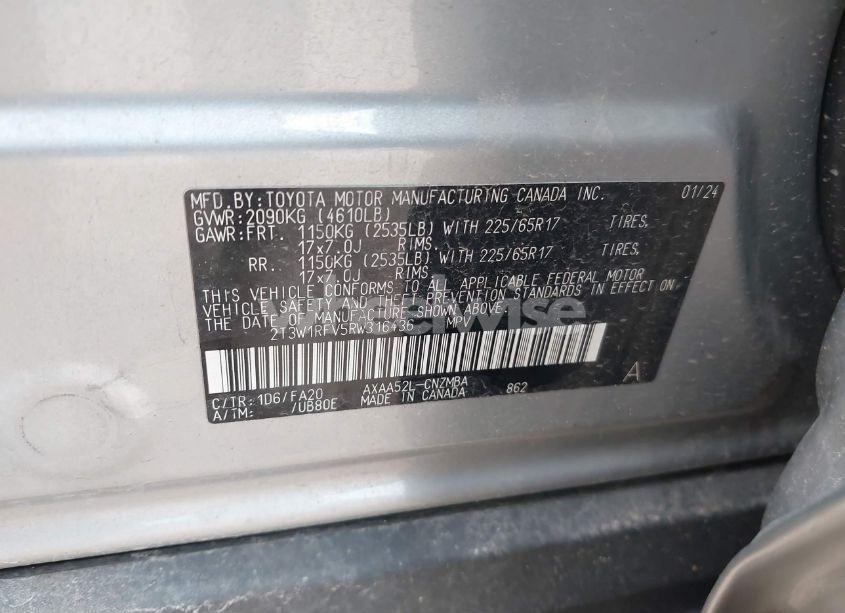 MFD. BY: TOYOTA MOTOR MANUFACTURING CANADA INC. 01/24
GVWR: 2090KG (4610LB)
GAWR: FRT. 1150KG (2535LB) WITH 225/65R17 TIRES,
17x7.0J RIMS.
RR. 1150KG (2535LB) WITH 225/65R17 TIRES,
17x7.0J RIMS.
THIS VEHICLE CONFORMS TO ALL APPLICABLE FEDERAL MOTOR
VEHICLE SAFETY AND THEFT PREVENTION STANDARDS IN EFFECT ON
THE DATE OF MANUFACTURE SHOWN ABOVE.
2T3W1RFV5RW316436 MPV
A
C/TR: 1D6/FA20 AXAA52L-CNZMBA 862
A/TM: /UB80E MADE IN CANADA